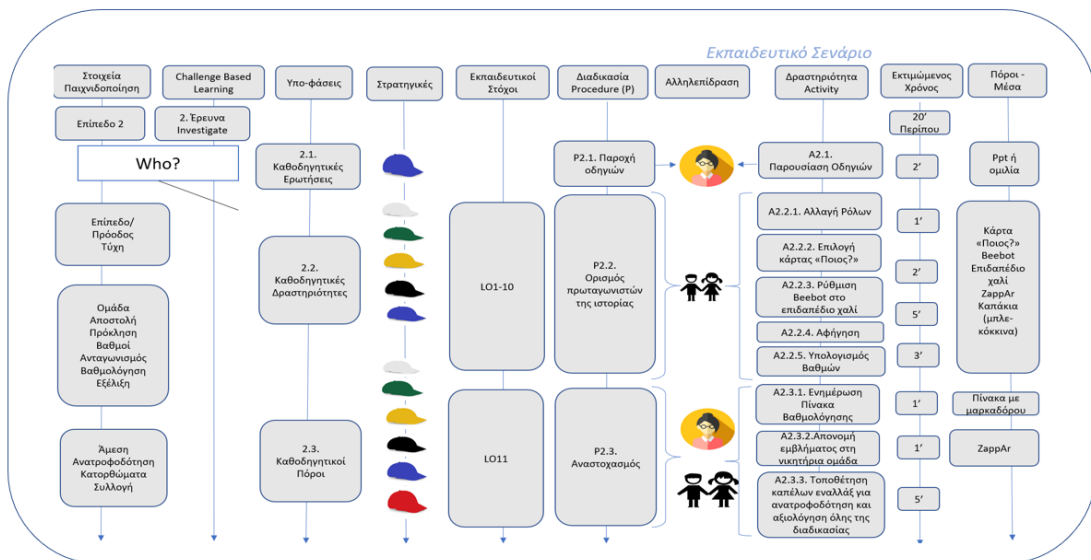 Εκπαιδευτικό Σενάριο
Στοιχεία
Παιχνιδοποίηση
Challenge Based
Learning
Υπο-φάσεις
Στρατηγικές
Εκπαιδευτικοί
Στόχοι
Διαδικασία
Procedure (P)
Αλληλεπίδραση
Δραστηριότητα
Activity
Εκτιμώμενος
Χρόνος
Πόροι -
Μέσα
Επίπεδο 2
2. Έρευνα
Investigate
20’
Περίπου
Who?
2.1.
Καθοδηγητικές
Ερωτήσεις
P2.1. Παροχή
οδηγιών
A2.1.
Παρουσίαση Οδηγιών
2’
Ppt ή
ομιλία
Επίπεδο/
Πρόοδος
Τύχη
2.2.
Καθοδηγητικές
Δραστηριότητες
LO1-10
P2.2.
Ορισμός
πρωταγωνιστών
της ιστορίας
A2.2.1. Αλλαγή Ρόλων
1’
A2.2.2. Επιλογή
κάρτας «Ποιος?»
2’
A2.2.3. Ρύθμιση
Beebot στο
επιδαπέδιο χαλί
5’
A2.2.4. Αφήγηση
A2.2.5. Υπολογισμός
Βαθμών
3’
Κάρτα
«Ποιος?»
Beebot
Επιδαπέδιο
χαλί
ZappAr
Καπάκια
(μπλε-
κόκκινα)
Ομάδα
Αποστολή
Πρόκληση
Βαθμοί
Ανταγωνισμός
Βαθμολόγηση
Εξέλιξη
Άμεση
Ανατροφοδότηση
Κατορθώματα
Συλλογή
2.3.
Καθοδηγητικοί
Πόροι
LO11
P2.3.
Αναστοχασμός
A2.3.1. Ενημέρωση
Πίνακα
Βαθμολόγησης
1’
Πίνακα με
μαρκαδόρου
A2.3.2.Απονομή
εμβλήματος στη
νικητήρια ομάδα
1’
ZappAr
A2.3.3. Τοποθέτηση
καπέλων εναλλάξ για
ανατροφοδότηση και
αξιολόγηση όλης της
διαδικασίας
5’